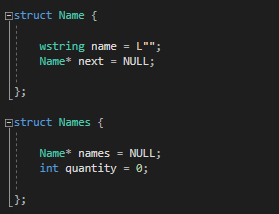 struct Name {
wstring name = L"";
Name* next = NULL;
};
struct Names {
Name* names = NULL;
int quantity = 0;
};